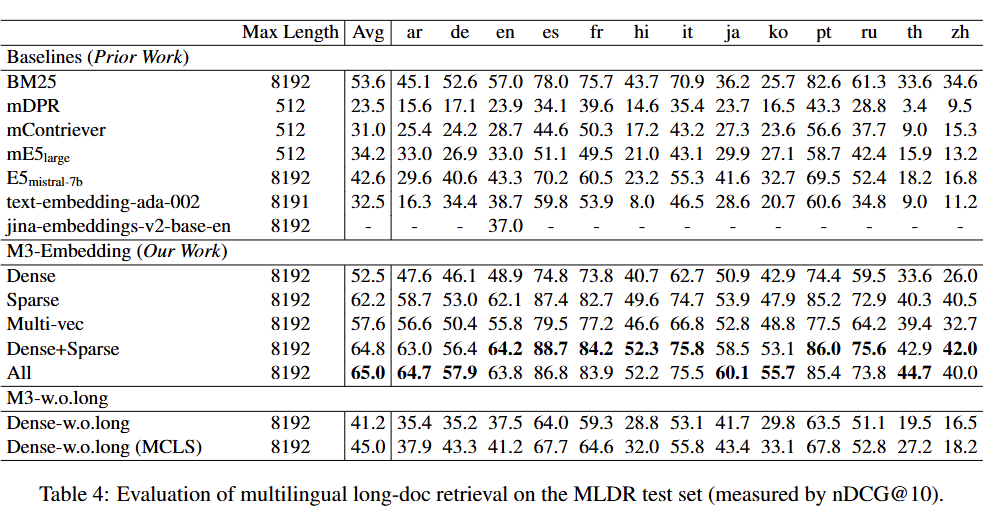 Max Length Avg ar de en es fr hi it ja ko pt ru th zh
Baselines (Prior Work)
BM25 8192 53.6 45.1 52.6 57.0 78.0 75.7 43.7 70.9 36.2 25.7 82.6 61.3 33.6 34.6
mDPR 512 23.5 15.6 17.1 23.9 34.1 39.6 14.6 35.4 23.7 16.5 43.3 28.8 3.4 9.5
mContriever 512 31.0 25.4 24.2 28.7 44.6 50.3 17.2 43.2 27.3 23.6 56.6 37.7 9.0 15.3
mE5large 512 34.2 33.0 26.9 33.0 51.1 49.5 21.0 43.1 29.9 27.1 58.7 42.4 15.9 13.2
E5mistral-7b 8192 42.6 29.6 40.6 43.3 70.2 60.5 23.2 55.3 41.6 32.7 69.5 52.4 18.2 16.8
text-embedding-ada-002 8191 32.5 16.3 34.4 38.7 59.8 53.9 8.0 46.5 28.6 20.7 60.6 34.8 9.0 11.2
jina-embeddings-v2-base-en 8192 - - - 37.0 - - - - - - - - - -
M3-Embedding (Our Work)
Dense 8192 52.5 47.6 46.1 48.9 74.8 73.8 40.7 62.7 50.9 42.9 74.4 59.5 33.6 26.0
Sparse 8192 62.2 58.7 53.0 62.1 87.4 82.7 49.6 74.7 53.9 47.9 85.2 72.9 40.3 40.5
Multi-vec 8192 57.6 56.6 50.4 55.8 79.5 77.2 46.6 66.8 52.8 48.8 77.5 64.2 39.4 32.7
Dense+Sparse 8192 64.8 63.0 56.4 64.2 88.7 84.2 52.3 75.8 58.5 53.1 86.0 75.6 42.9 42.0
All 8192 65.0 64.7 57.9 63.8 86.8 83.9 52.2 75.5 60.1 55.7 85.4 73.8 44.7 40.0
M3-w.o.long
Dense-w.o.long 8192 41.2 35.4 35.2 37.5 64.0 59.3 28.8 53.1 41.7 29.8 63.5 51.1 19.5 16.5
Dense-w.o.long (MCLS) 8192 45.0 37.9 43.3 41.2 67.7 64.6 32.0 55.8 43.4 33.1 67.8 52.8 27.2 18.2
Table 4: Evaluation of multilingual long-doc retrieval on the MLDR test set (measured by nDCG@10).